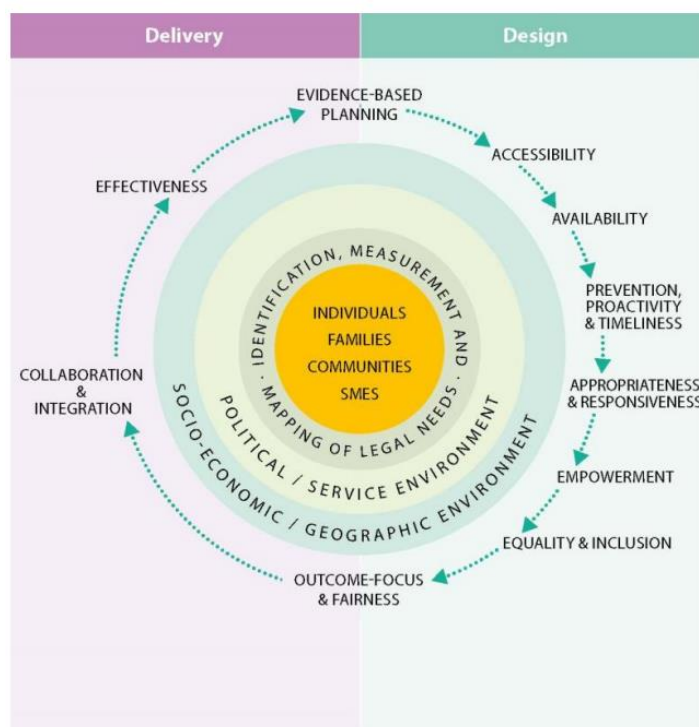 Delivery
Design
EVIDENCE-BASED
PLANNING
ACCESSIBILITY
AVAILABILITY
PREVENTION,
PROACTIVITY
& TIMELINESS
APPROPRIATENESS
& RESPONSIVENESS
EMPOWERMENT
EQUALITY & INCLUSION
OUTCOME-FOCUS
& FAIRNESS
COLLABORATION
&
INTEGRATION
EFFECTIVENESS
· IDENTIFICATION, MEASUREMENT AND
MAPPING OF LEGAL NEEDS ·
INDIVIDUALS
FAMILIES
COMMUNITIES
SMES
POLITICAL / SERVICE ENVIRONMENT
SOCIO-ECONOMIC / GEOGRAPHIC ENVIRONMENT